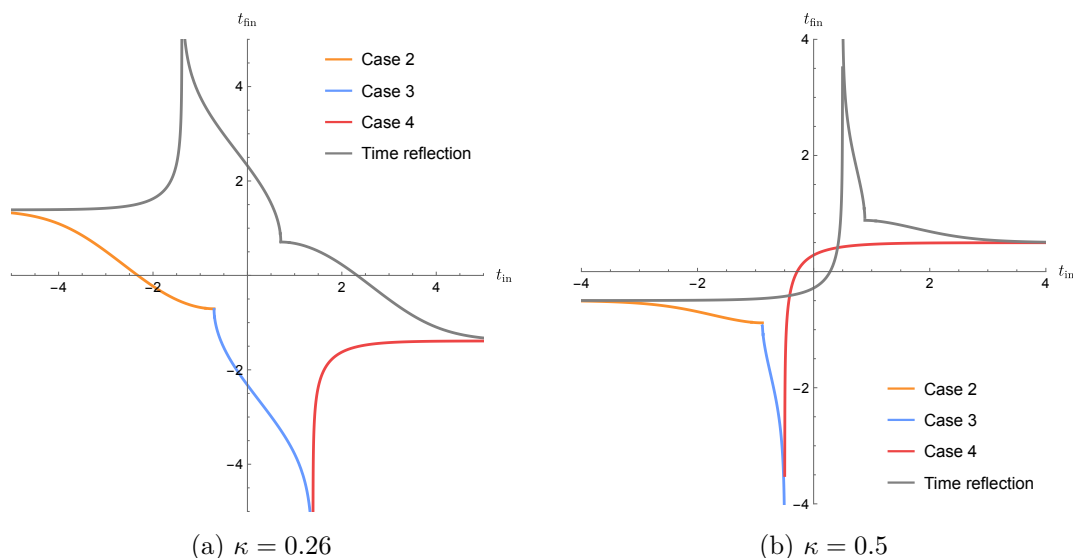 t_fin
4
2
-4
-2
2
4
t_in
-2
-4
Case 2
Case 3
Case 4
Time reflection
(a) κ = 0.26
t_fin
4
2
-4
-2
2
4
t_in
-2
-4
Case 2
Case 3
Case 4
Time reflection
(b) κ = 0.5